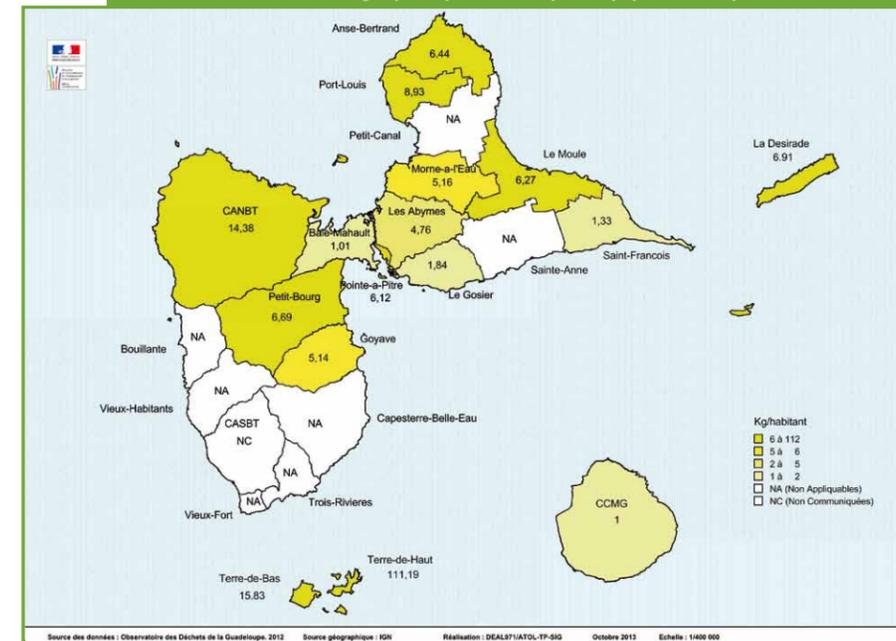 Anse-Bertrand
6.44
Port-Louis
8,93
NA
Petit-Canal
La Desirade
6.91
Le Moule
Morne-a-l'Eau
5,16
6,27
CANBT
14,38
Les Abymes
4,76
Baie-Mahault
1,01
NA
1,33
Saint-Francois
1,84
Sainte-Anne
Pointe-a-Pitre
6,12
Le Gosier
Petit-Bourg
6,69
Goyave
5,14
NA
Bouillante
NA
Vieux-Habitants
CASBT
NC
NA
Capesterre-Belle-Eau
NA
NA
Trois-Rivieres
Vieux-Fort
Kg/habitant
6 à 112
5 à 6
2 à 5
1 à 2
NA (Non Appliquables)
NC (Non Communiquées)
CCMG
1
Terre-de-Haut
111,19
Terre-de-Bas
15.83
Source des données : Observatoire des Déchets de la Guadeloupe. 2012 Source géographique : IGN Réalisation : DEAL971/ATOL-TP-SIG Octobre 2013 Echelle : 1/400 000